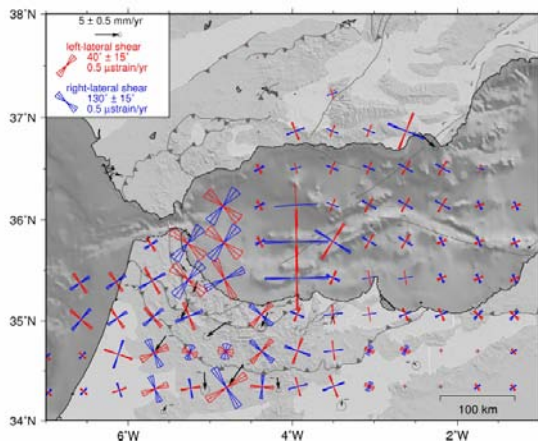 38°N
5 ± 0.5 mm/yr
left-lateral shear
40° ± 15°
0.5 µstrain/yr
right-lateral shear
130° ± 15°
0.5 µstrain/yr
37°N
36°N
35°N
34°N
100 km
6°W
4°W
2°W